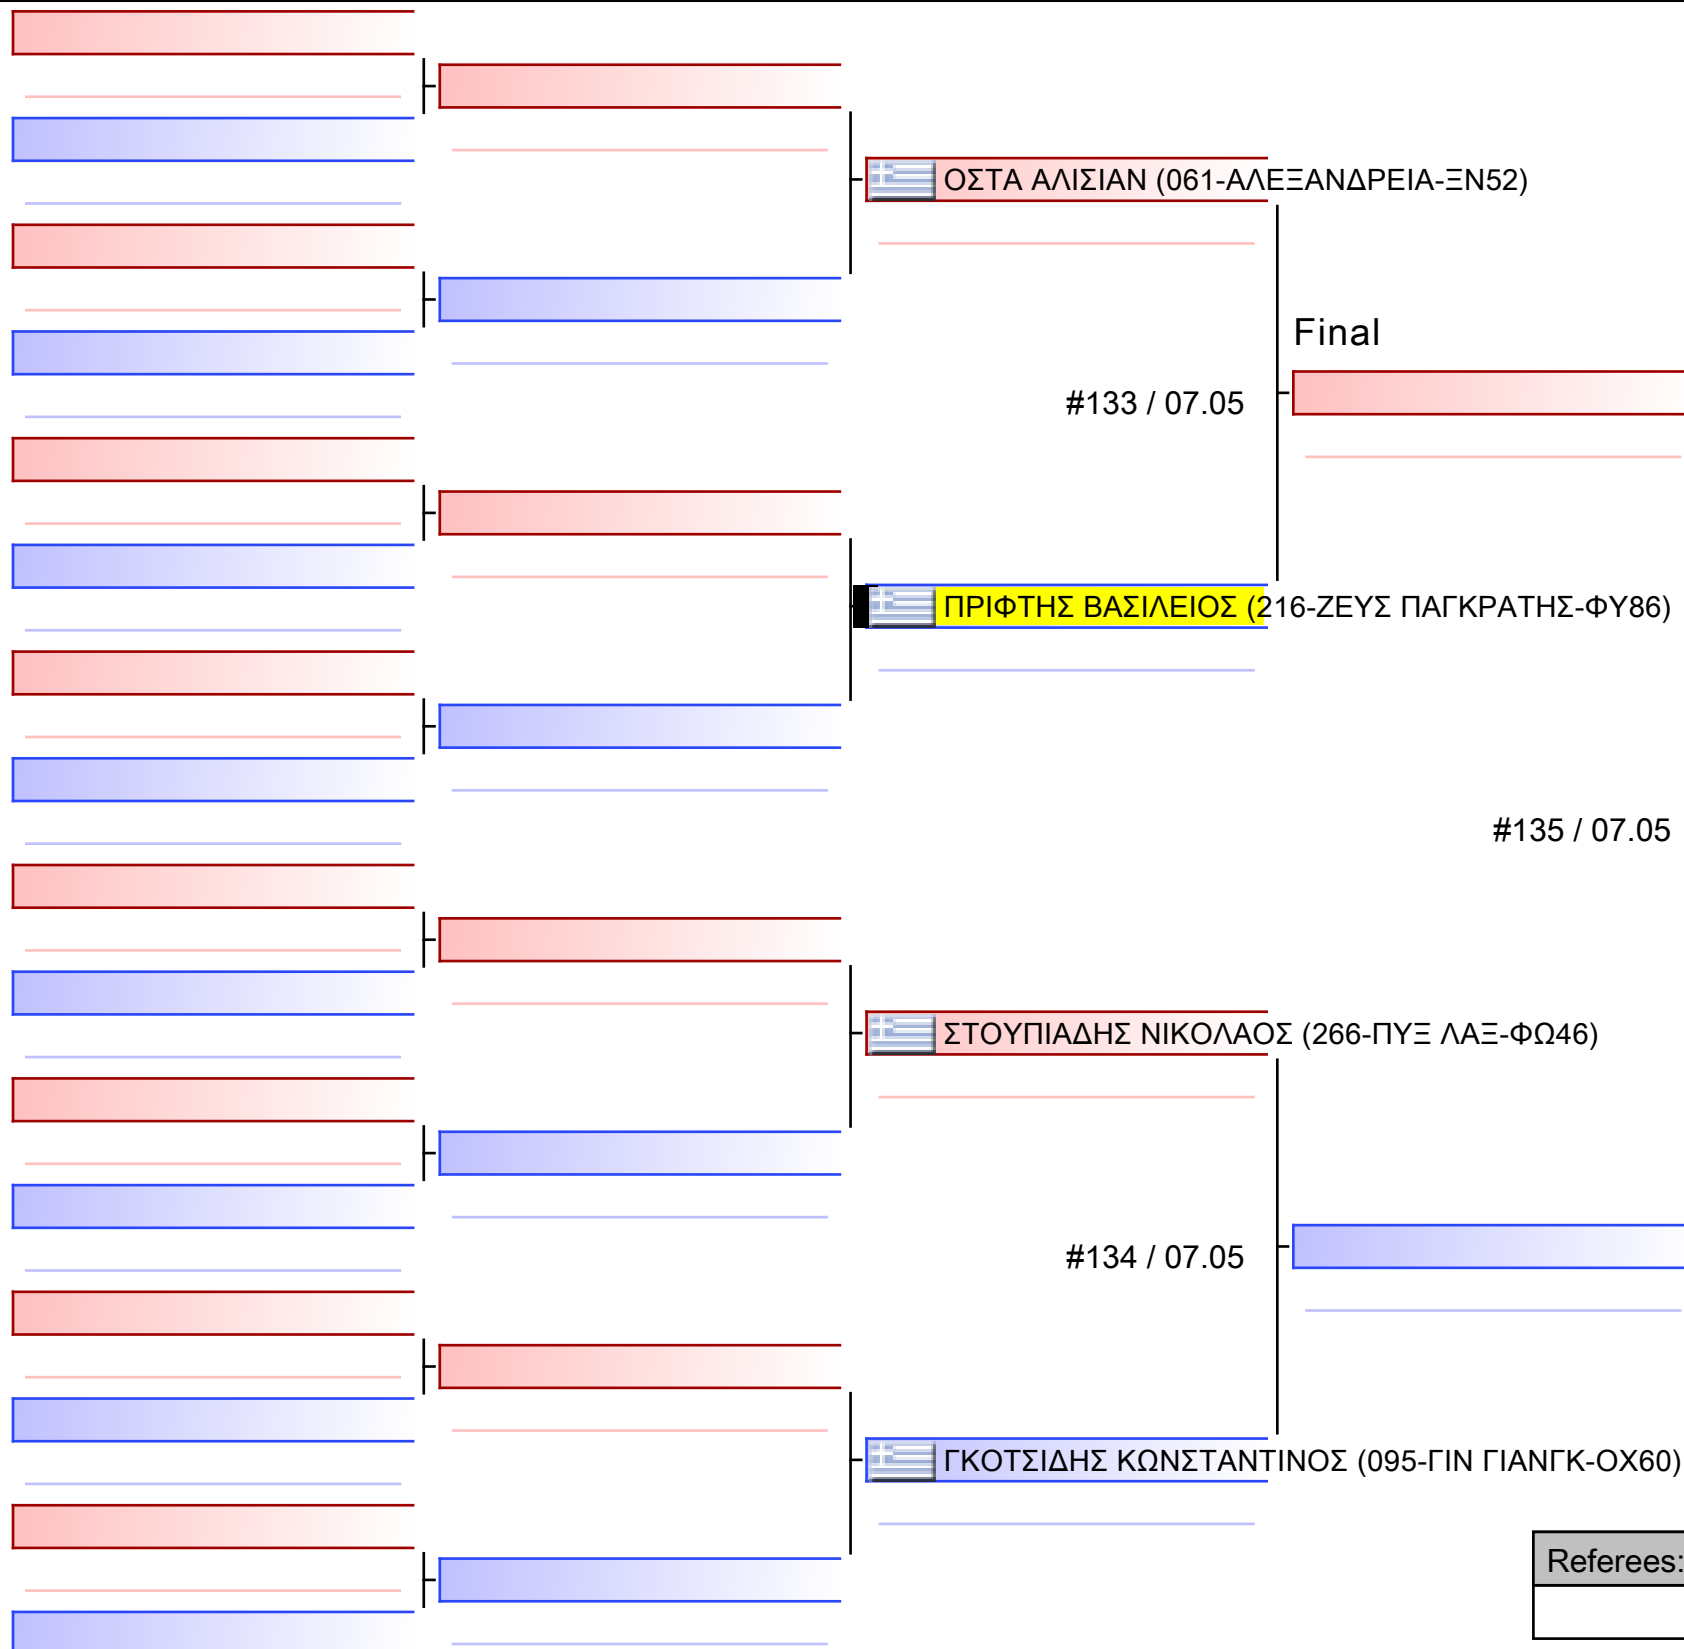 ΟΣΤΑ ΑΛΙΣΙΑΝ (061-ΑΛΕΞΑΝΔΡΕΙΑ-ΞΝ52)
Final
#133 / 07.05
ΠΡΙΦΤΗΣ ΒΑΣΙΛΕΙΟΣ (216-ΖΕΥΣ ΠΑΓΚΡΑΤΗΣ-ΦΥ86)
#135 / 07.05
ΣΤΟΥΠΙΑΔΗΣ ΝΙΚΟΛΑΟΣ (266-ΠΥΞ ΛΑΞ-ΦΩ46)
#134 / 07.05
ΓΚΟΤΣΙΔΗΣ ΚΩΝΣΤΑΝΤΙΝΟΣ (095-ΓΙΝ ΓΙΑΝΓΚ-ΟΧ60)
Referees: